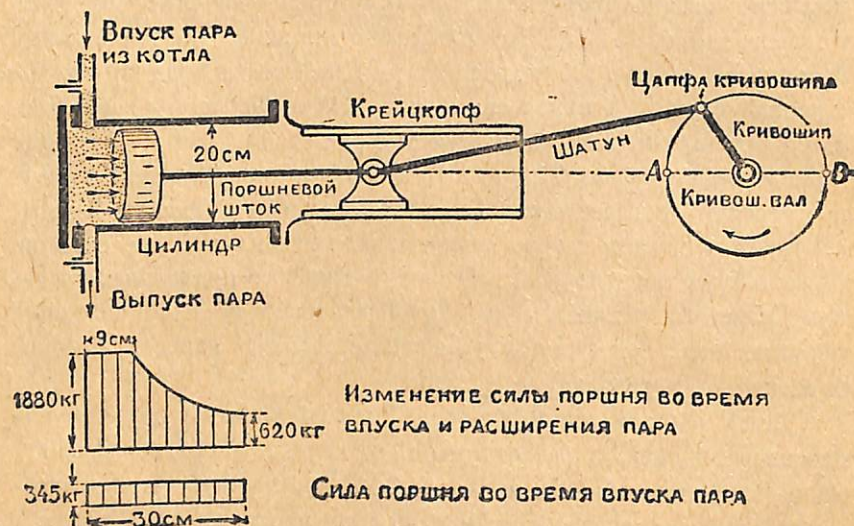 Впуск пара
из котла
Цапфа кривошипа
Крейцкопф
Кривошип
20см
Шатун
А
В
Поршневой
шток
Кривош. вал
Цилиндр
Выпуск пара
9см
1880кг
Изменение силы поршня во время
впуска и расширения пара
620кг
345кг
Сила поршня во время впуска пара
30см